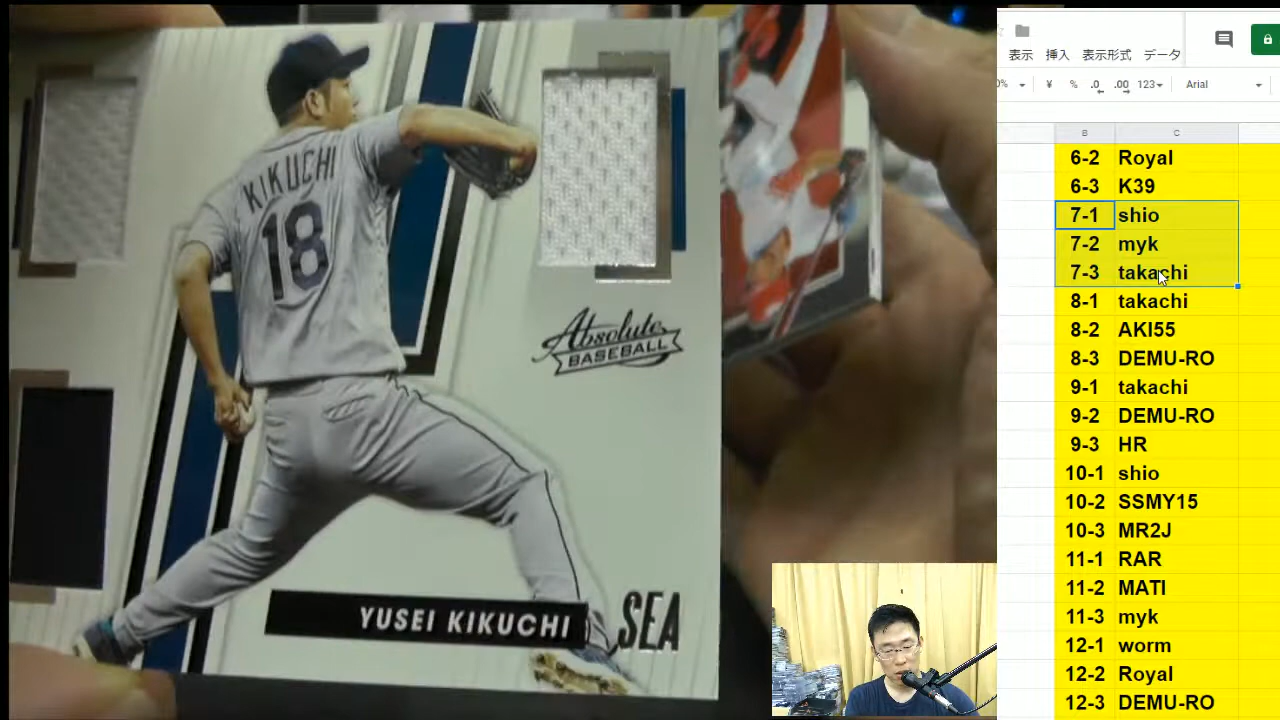 KIKUCHI
18
Absolute
BASEBALL
YUSEI KIKUCHI
SEA
表示 挿入 表示形式 データ
0% ¥ % .0 .00 123 Arial
B C
6-2 Royal
6-3 K39
7-1 shio
7-2 myk
7-3 takachi
8-1 takachi
8-2 AKI55
8-3 DEMU-RO
9-1 takachi
9-2 DEMU-RO
9-3 HR
10-1 shio
10-2 SSMY15
10-3 MR2J
11-1 RAR
11-2 MATI
11-3 myk
12-1 worm
12-2 Royal
12-3 DEMU-RO